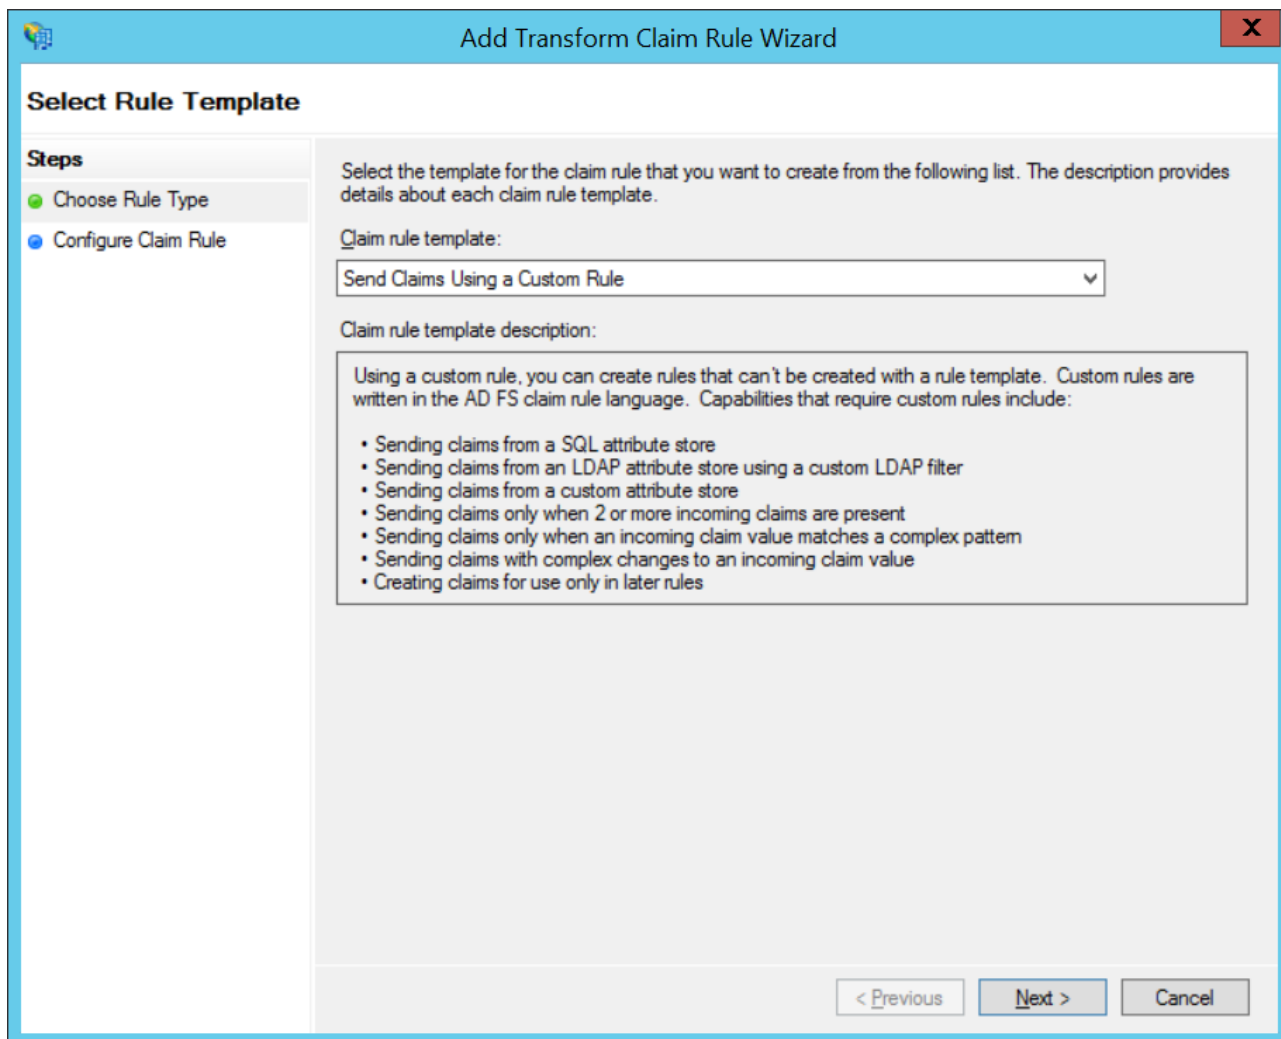 Add Transform Claim Rule Wizard
X
Select Rule Template
Steps
Choose Rule Type
Configure Claim Rule
Select the template for the claim rule that you want to create from the following list. The description provides
details about each claim rule template.
Claim rule template:
Send Claims Using a Custom Rule
Claim rule template description:
Using a custom rule, you can create rules that can't be created with a rule template. Custom rules are
written in the AD FS claim rule language. Capabilities that require custom rules include:
• Sending claims from a SQL attribute store
• Sending claims from an LDAP attribute store using a custom LDAP filter
• Sending claims from a custom attribute store
• Sending claims only when 2 or more incoming claims are present
• Sending claims only when an incoming claim value matches a complex pattern
• Sending claims with complex changes to an incoming claim value
• Creating claims for use only in later rules
< Previous
Next >
Cancel